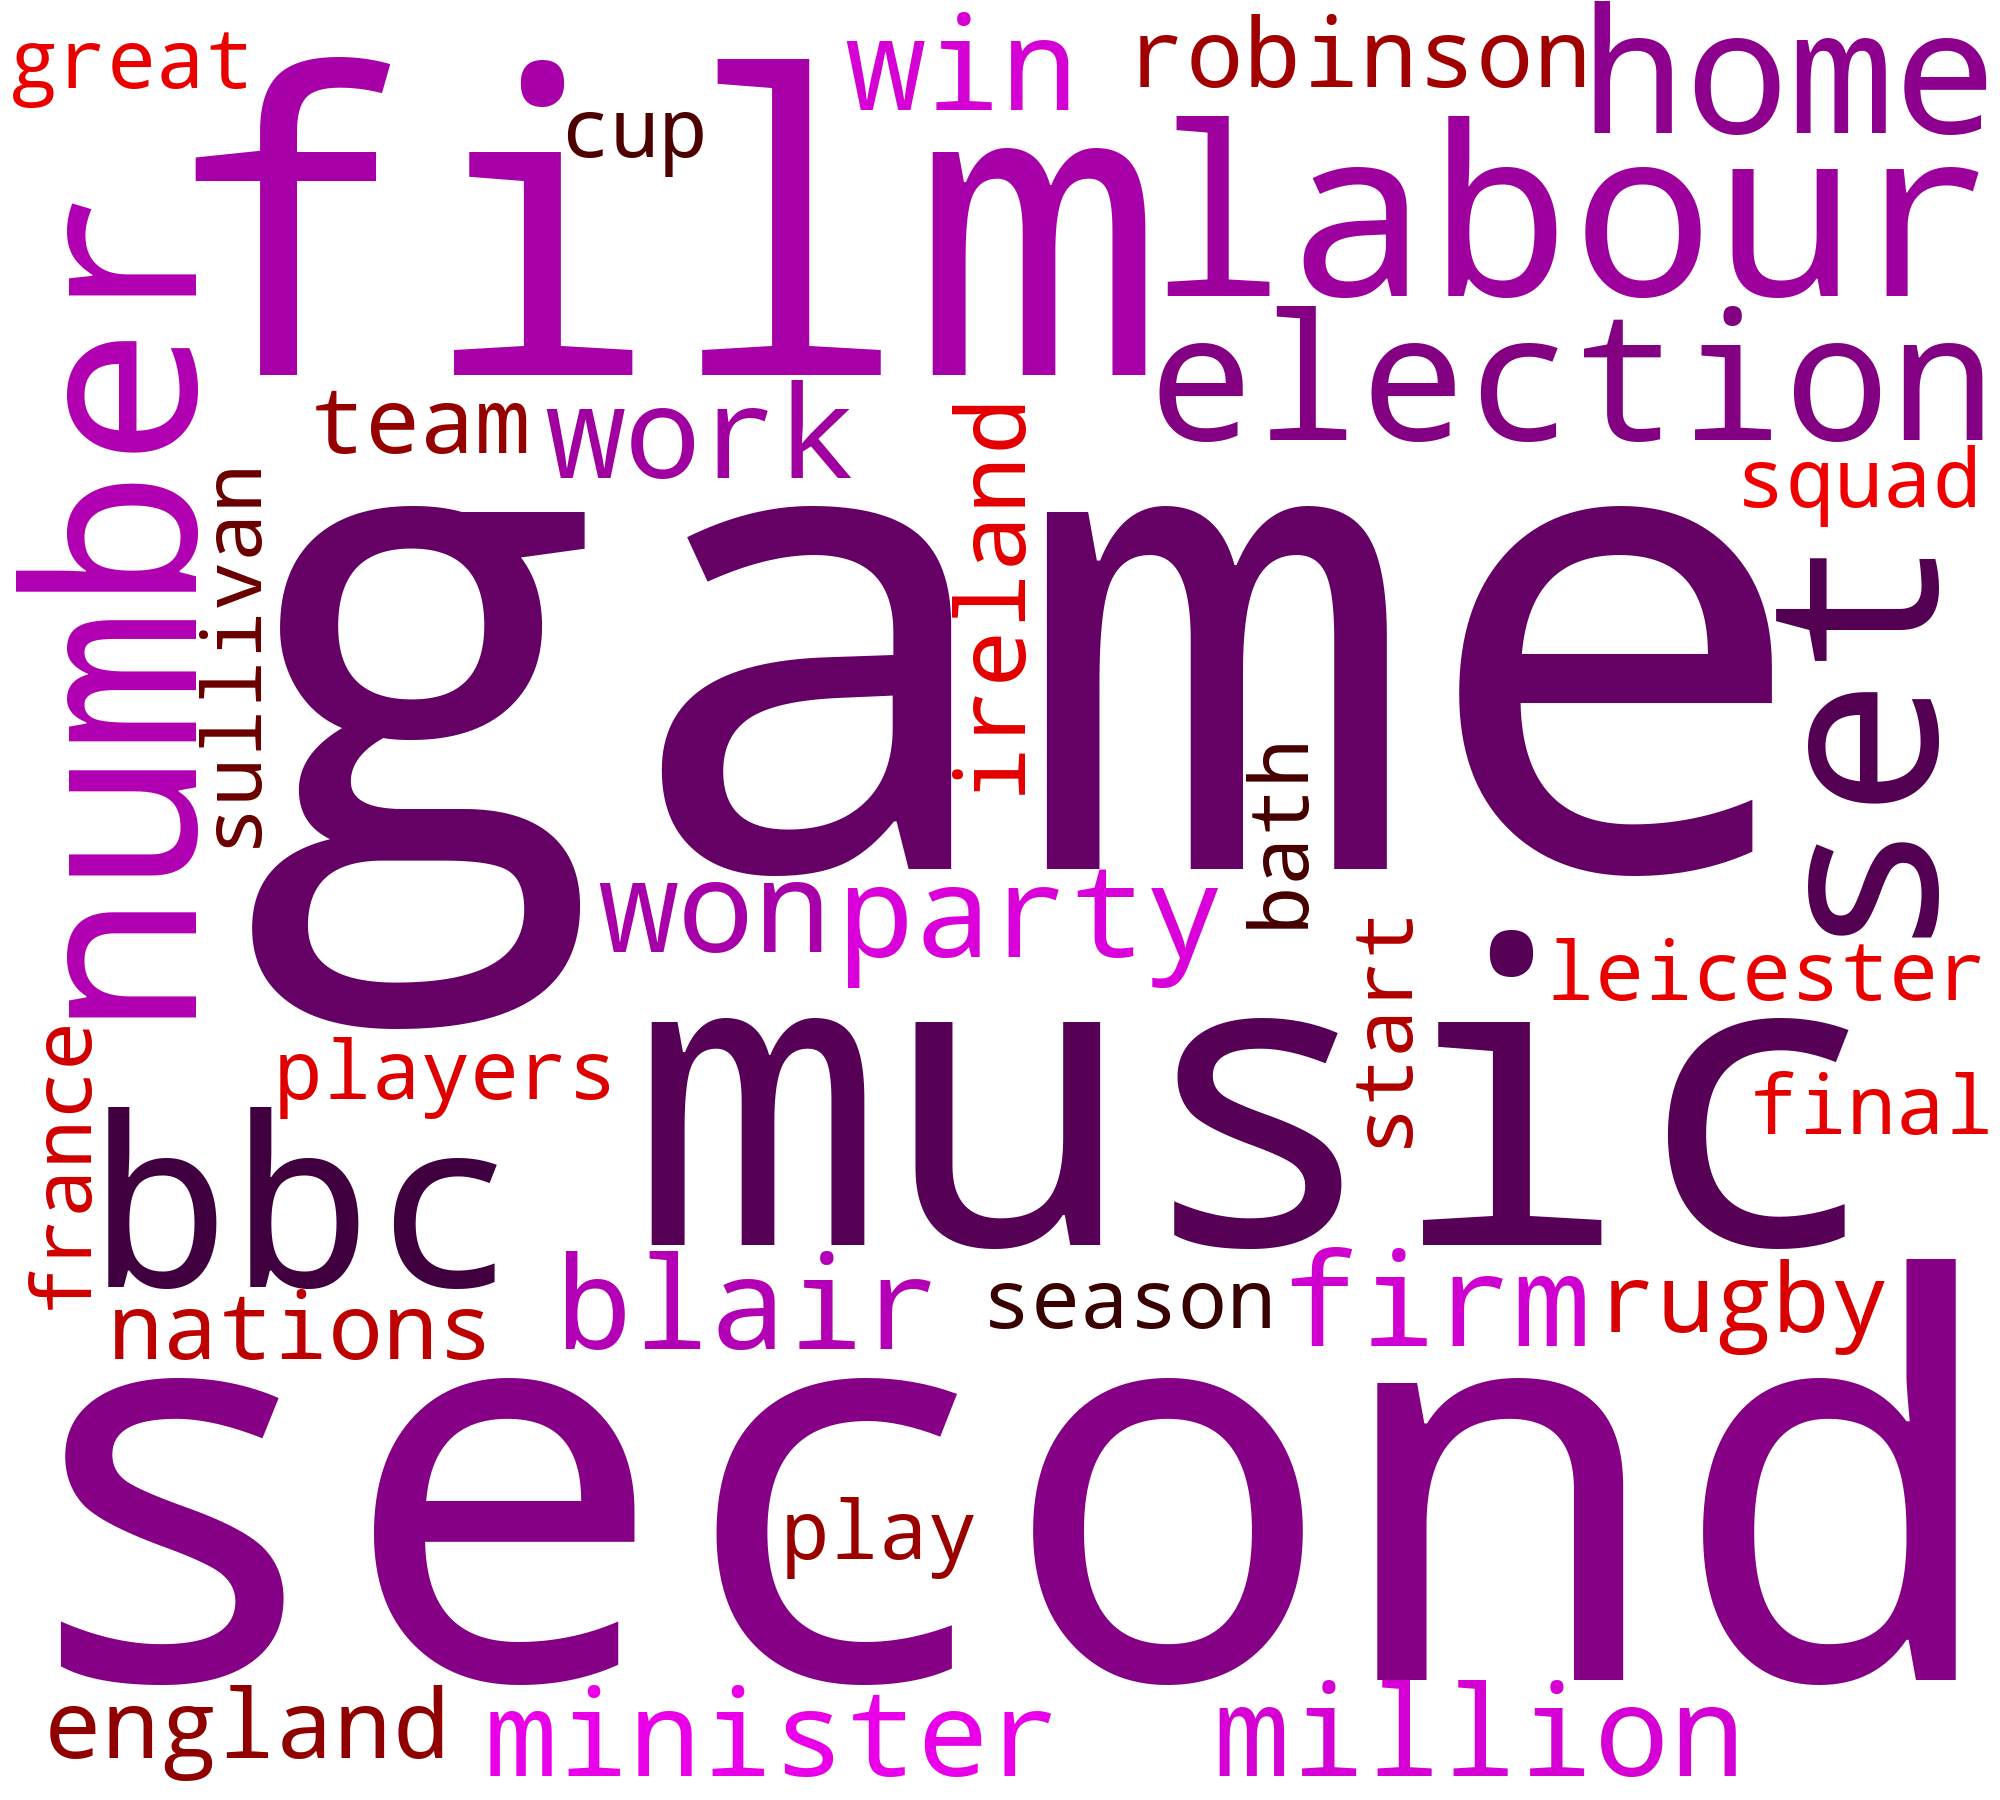 great
win
robinson
home
film
cup
labour
number
election
team
work
ireland
squad
sullivan
game
set
bath
won
party
start
leicester
music
france
players
final
bbc
nations
blair
season
firm
rugby
second
play
england
minister
million